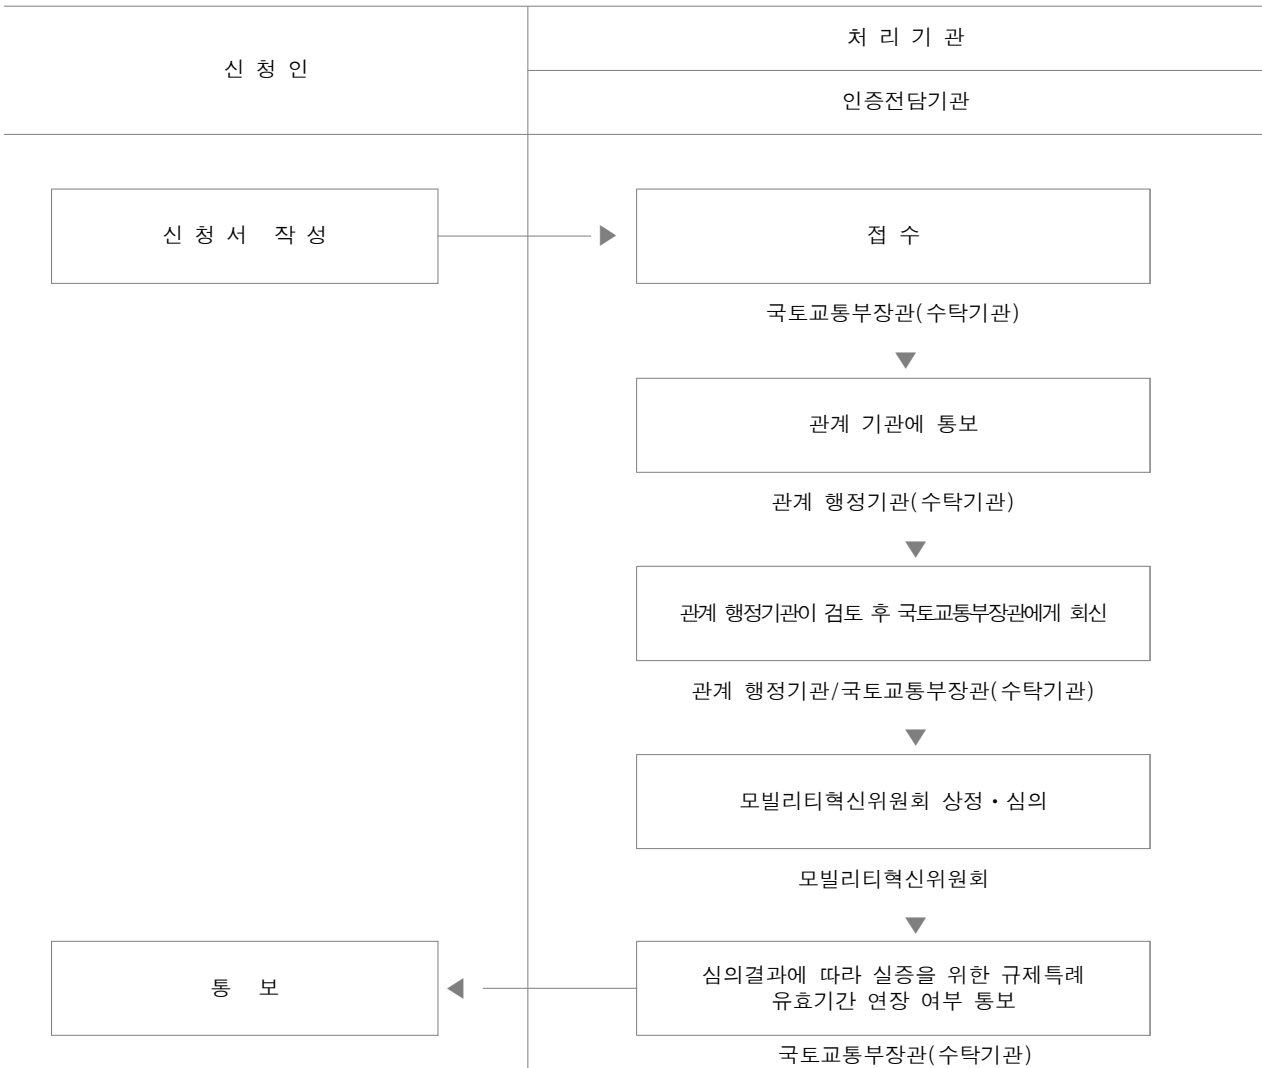 신 청 인
처 리 기 관
인증전담기관
신 청 서 작 성
접 수
국토교통부장관(수탁기관)
관계 기관에 통보
관계 행정기관(수탁기관)
관계 행정기관이 검토 후 국토교통부장관에게 회신
관계 행정기관/국토교통부장관(수탁기관)
모빌리티혁신위원회 상정·심의
모빌리티혁신위원회
통 보
심의결과에 따라 실증을 위한 규제특례
유효기간 연장 여부 통보
국토교통부장관(수탁기관)